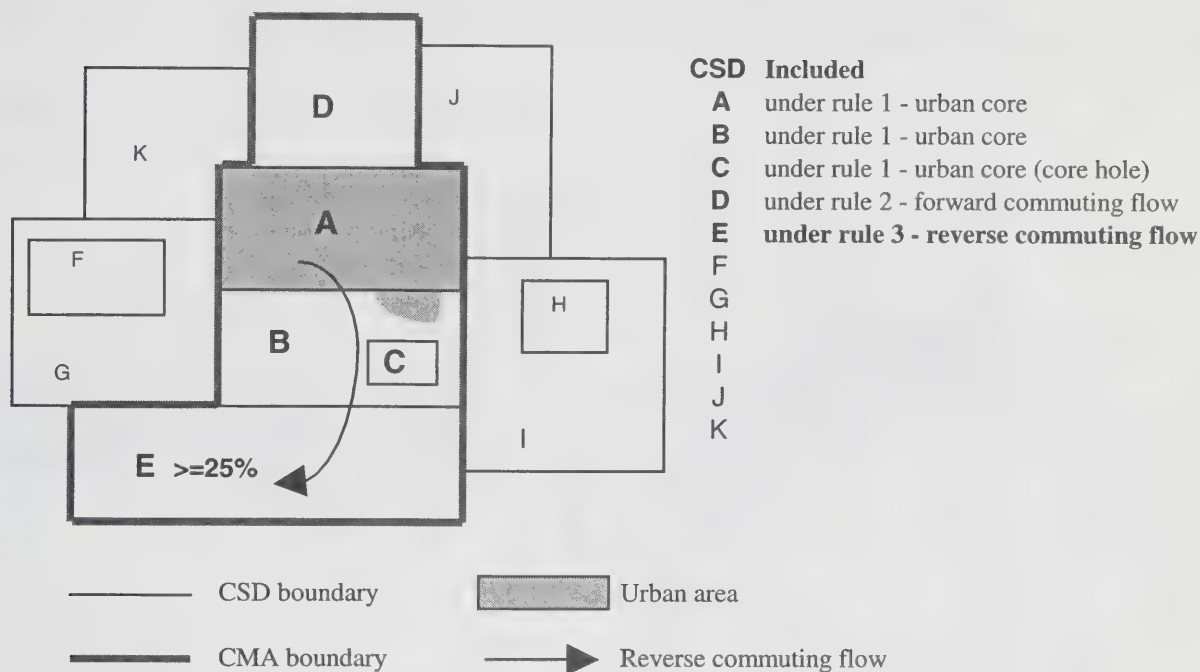 D
J
K
A
F
H
B
C
G
I
E >=25%
CSD Included
A under rule 1 - urban core
B under rule 1 - urban core
C under rule 1 - urban core (core hole)
D under rule 2 - forward commuting flow
E under rule 3 - reverse commuting flow
F
G
H
I
J
K
CSD boundary
Urban area
CMA boundary
Reverse commuting flow